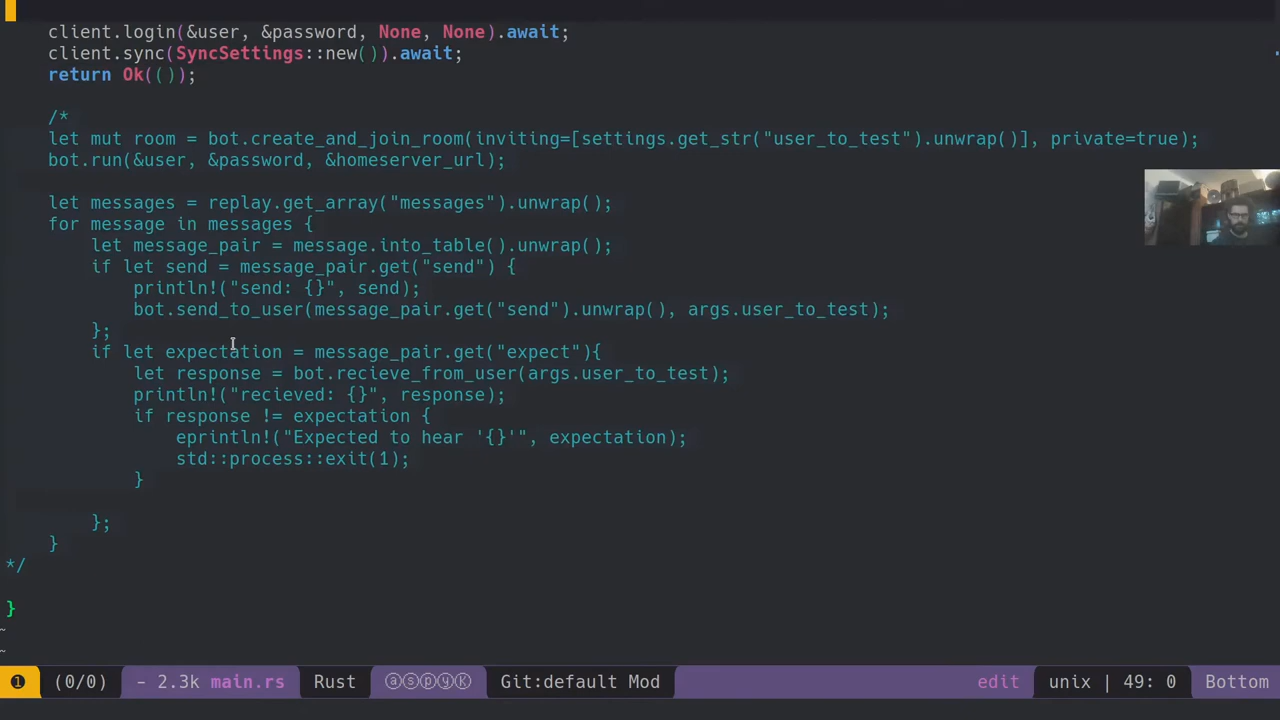 client.login(&user, &password, None, None).await;
client.sync(SyncSettings::new()).await;
return Ok(());
/*
let mut room = bot.create_and_join_room(inviting=[settings.get_str("user_to_test").unwrap()], private=true);
bot.run(&user, &password, &homeserver_url);
let messages = replay.get_array("messages").unwrap();
for message in messages {
let message_pair = message.into_table().unwrap();
if let send = message_pair.get("send") {
println!("send: {}", send);
bot.send_to_user(message_pair.get("send").unwrap(), args.user_to_test);
};
if let expectation = message_pair.get("expect"){
let response = bot.recieve_from_user(args.user_to_test);
println!("recieved: {}", response);
if response != expectation {
eprintln!("Expected to hear '{}'", expectation);
std::process::exit(1);
}
};
}
*/
}
~
~
❶ (0/0) - 2.3k main.rs Rust ⓐⓢⓟⓨⓀ Git:default Mod edit unix | 49: 0 Bottom